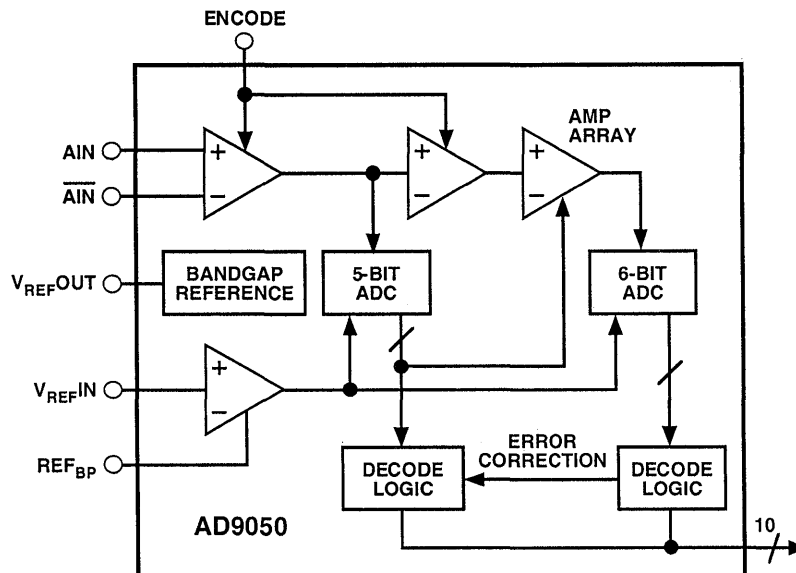 ENCODE
AMP
ARRAY
AIN
+
−
+
−
+
−
A̅I̅N̅
VREFOUT
BANDGAP
REFERENCE
5-BIT
ADC
6-BIT
ADC
VREFIN
+
−
REFBP
DECODE
LOGIC
ERROR
CORRECTION
DECODE
LOGIC
AD9050
10